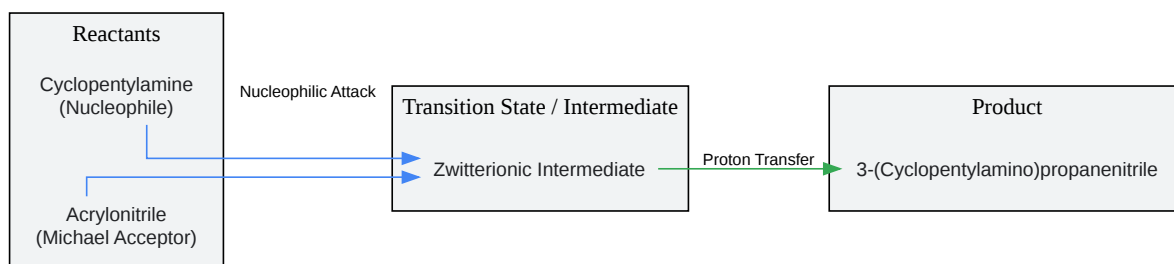 Reactants
Cyclopentylamine
(Nucleophile)
Acrylonitrile
(Michael Acceptor)
Nucleophilic Attack
Transition State / Intermediate
Zwitterionic Intermediate
Proton Transfer
Product
3-(Cyclopentylamino)propanenitrile